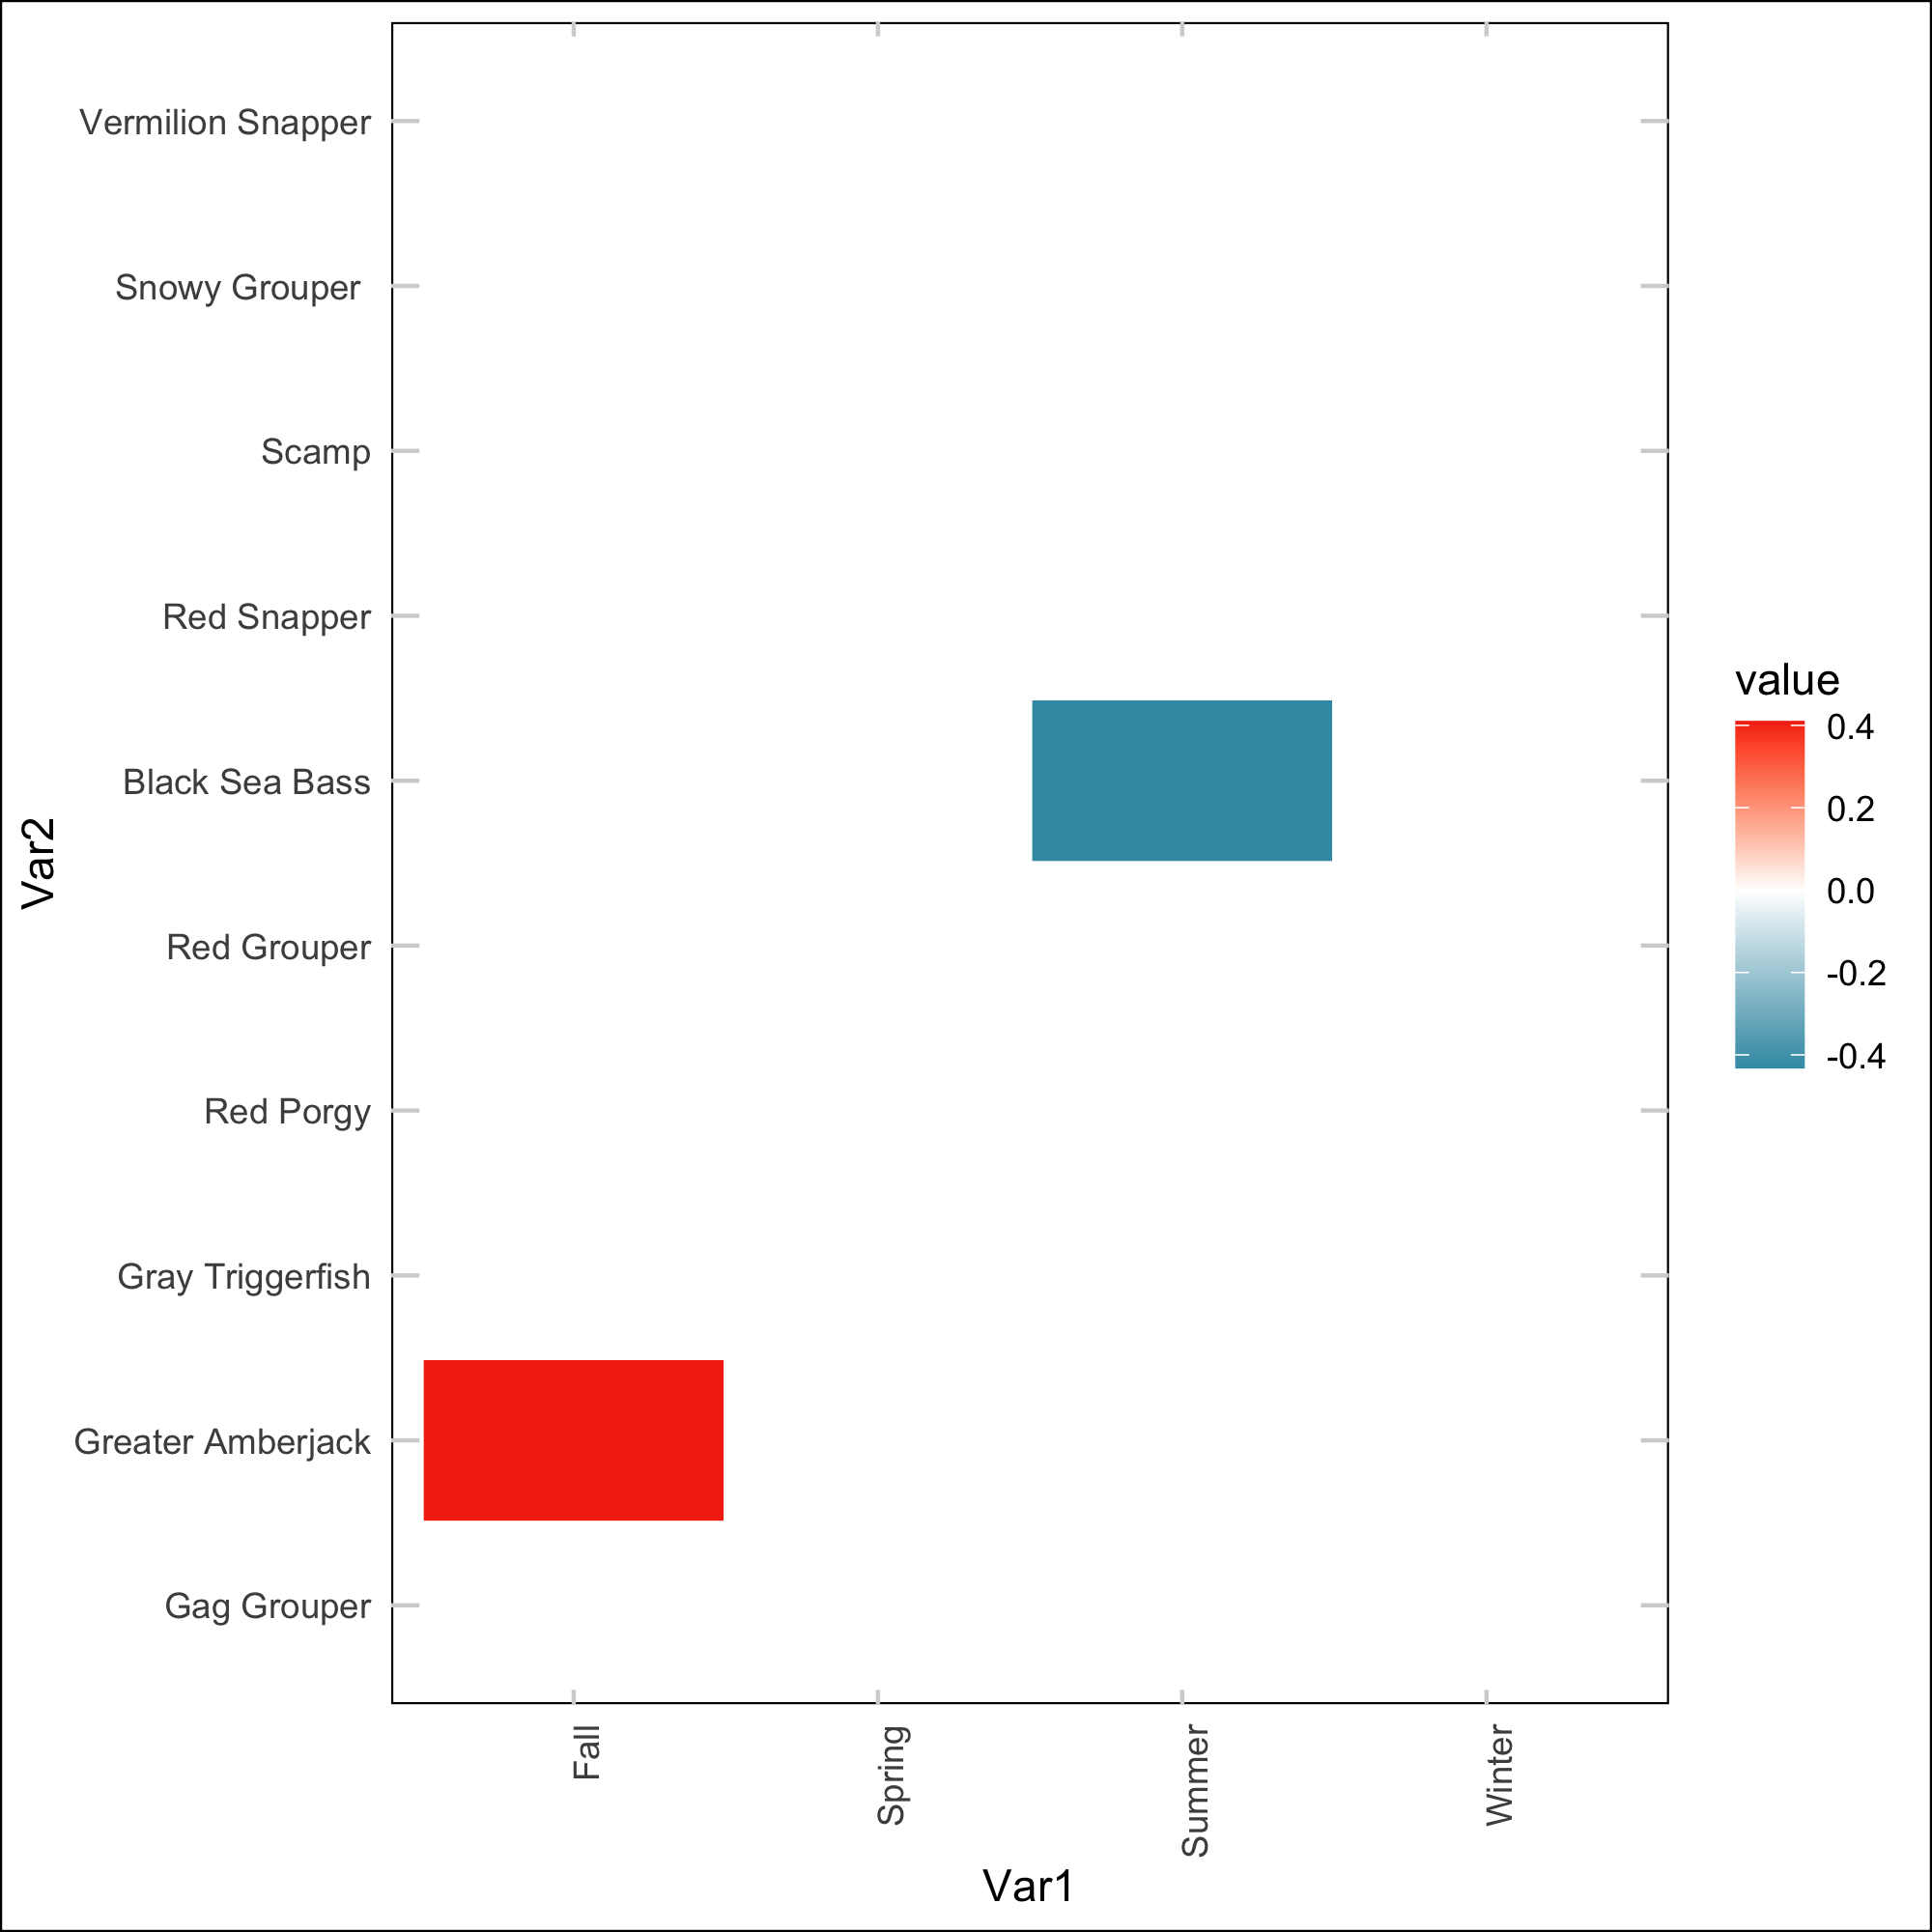 Vermilion Snapper
Snowy Grouper
Scamp
Red Snapper
Black Sea Bass
Red Grouper
Red Porgy
Gray Triggerfish
Greater Amberjack
Gag Grouper
Var2
Fall
Spring
Summer
Winter
Var1
value
0.4
0.2
0.0
-0.2
-0.4